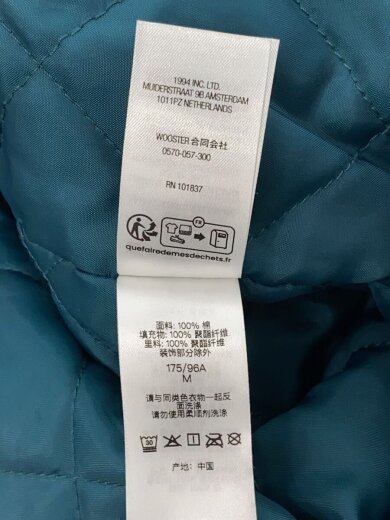 1994 INC. LTD.
MUIDERSTRAAT 9B AMSTERDAM
1011PZ NETHERLANDS
WOOSTER 合同会社
0570-057-300
RN 101837
FR
quefairedemesdechets.fr
面料: 100% 棉
填充物: 100% 聚酯纤维
里料: 100% 聚酯纤维
装饰部分除外
175/96A
M
请与同类色衣物一起反
面洗涤
请勿使用柔顺剂洗涤
30
产地: 中国